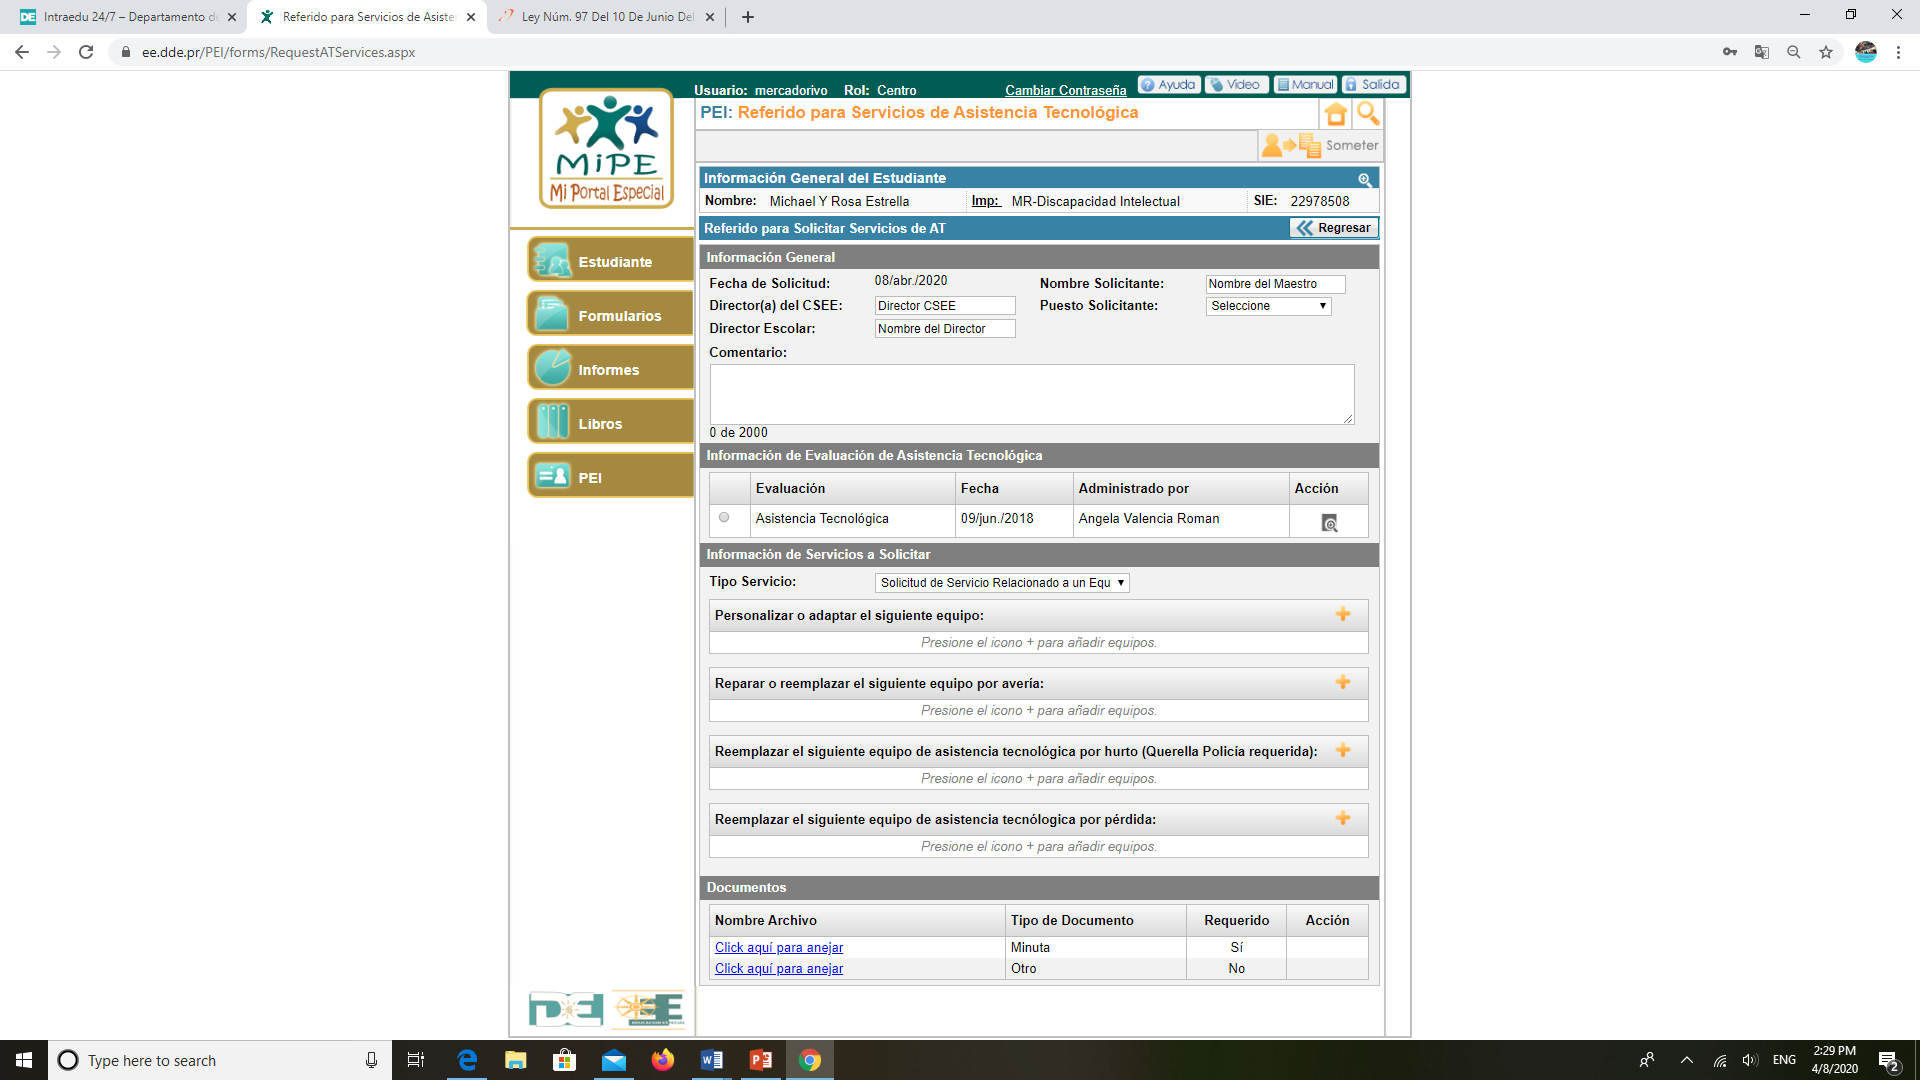 Intraedu 24/7 – Departamento d
Referido para Servicios de Asiste
Ley Núm. 97 Del 10 De Junio Del
ee.dde.pr/PEI/forms/RequestATServices.aspx
Usuario: mercadorivo Rol: Centro Cambiar Contraseña Ayuda Video Manual Salida
MiPE
Mi Portal Especial
PEI: Referido para Servicios de Asistencia Tecnológica
Someter
Información General del Estudiante
Nombre: Michael Y Rosa Estrella Imp: MR-Discapacidad Intelectual SIE: 22978508
Referido para Solicitar Servicios de AT Regresar
Estudiante
Formularios
Informes
Libros
PEI
Información General
Fecha de Solicitud: 08/abr./2020 Nombre Solicitante: Nombre del Maestro
Director(a) del CSEE: Director CSEE Puesto Solicitante: Seleccione
Director Escolar: Nombre del Director
Comentario:
0 de 2000
Información de Evaluación de Asistencia Tecnológica
Evaluación Fecha Administrado por Acción
Asistencia Tecnológica 09/jun./2018 Angela Valencia Roman
Información de Servicios a Solicitar
Tipo Servicio: Solicitud de Servicio Relacionado a un Equ
Personalizar o adaptar el siguiente equipo:
Presione el icono + para añadir equipos.
Reparar o reemplazar el siguiente equipo por avería:
Presione el icono + para añadir equipos.
Reemplazar el siguiente equipo de asistencia tecnológica por hurto (Querella Policía requerida):
Presione el icono + para añadir equipos.
Reemplazar el siguiente equipo de asistencia tecnólogica por pérdida:
Presione el icono + para añadir equipos.
Documentos
Nombre Archivo Tipo de Documento Requerido Acción
Click aquí para anejar Minuta Sí
Click aquí para anejar Otro No
DE EE
Type here to search
ENG
2:29 PM
4/8/2020
2